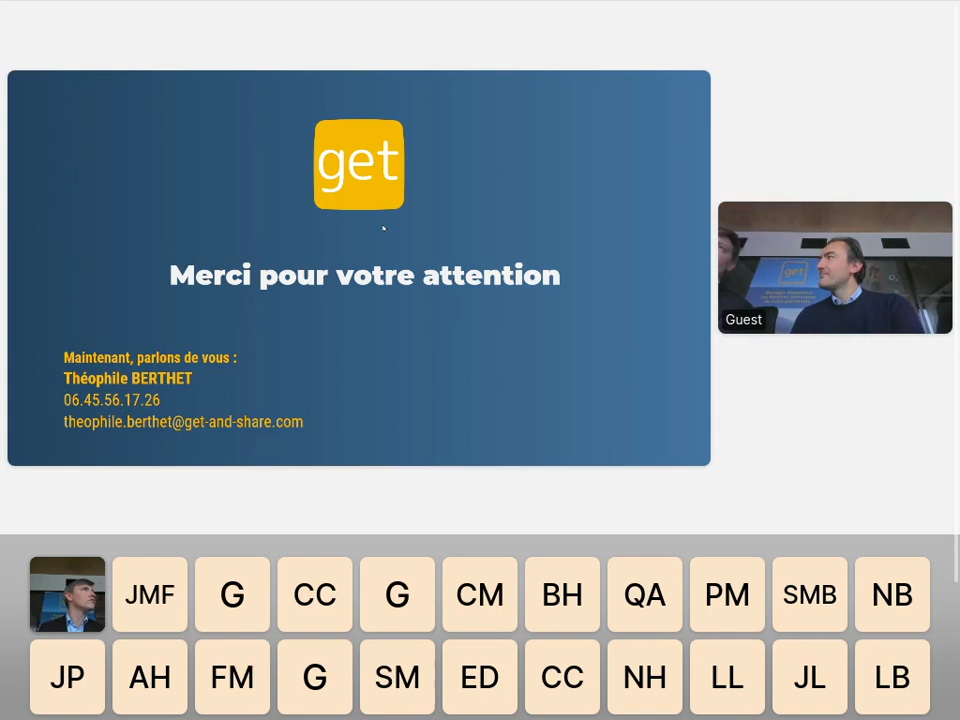 get
Merci pour votre attention
Maintenant, parlons de vous :
Théophile BERTHET
06.45.56.17.26
theophile.berthet@get-and-share.com
get
Guest
JMF
G
CC
G
CM
BH
QA
PM
SMB
NB
JP
AH
FM
G
SM
ED
CC
NH
LL
JL
LB